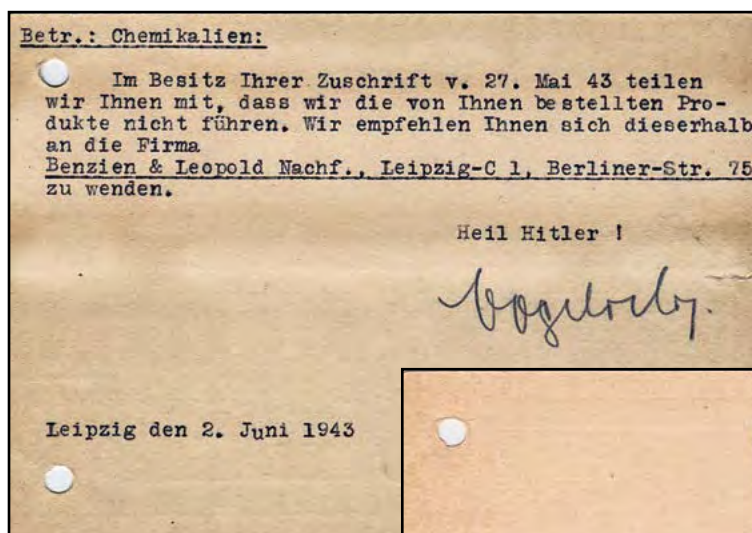 Betr.: Chemikalien:
Im Besitz Ihrer Zuschrift v. 27. Mai 43 teilen
wir Ihnen mit, dass wir die von Ihnen bestellten Pro-
dukte nicht führen. Wir empfehlen Ihnen sich dieserhalb
an die Firma
Benzien & Leopold Nachf., Leipzig-C 1, Berliner-Str. 75
zu wenden.
Heil Hitler !
Leipzig den 2. Juni 1943